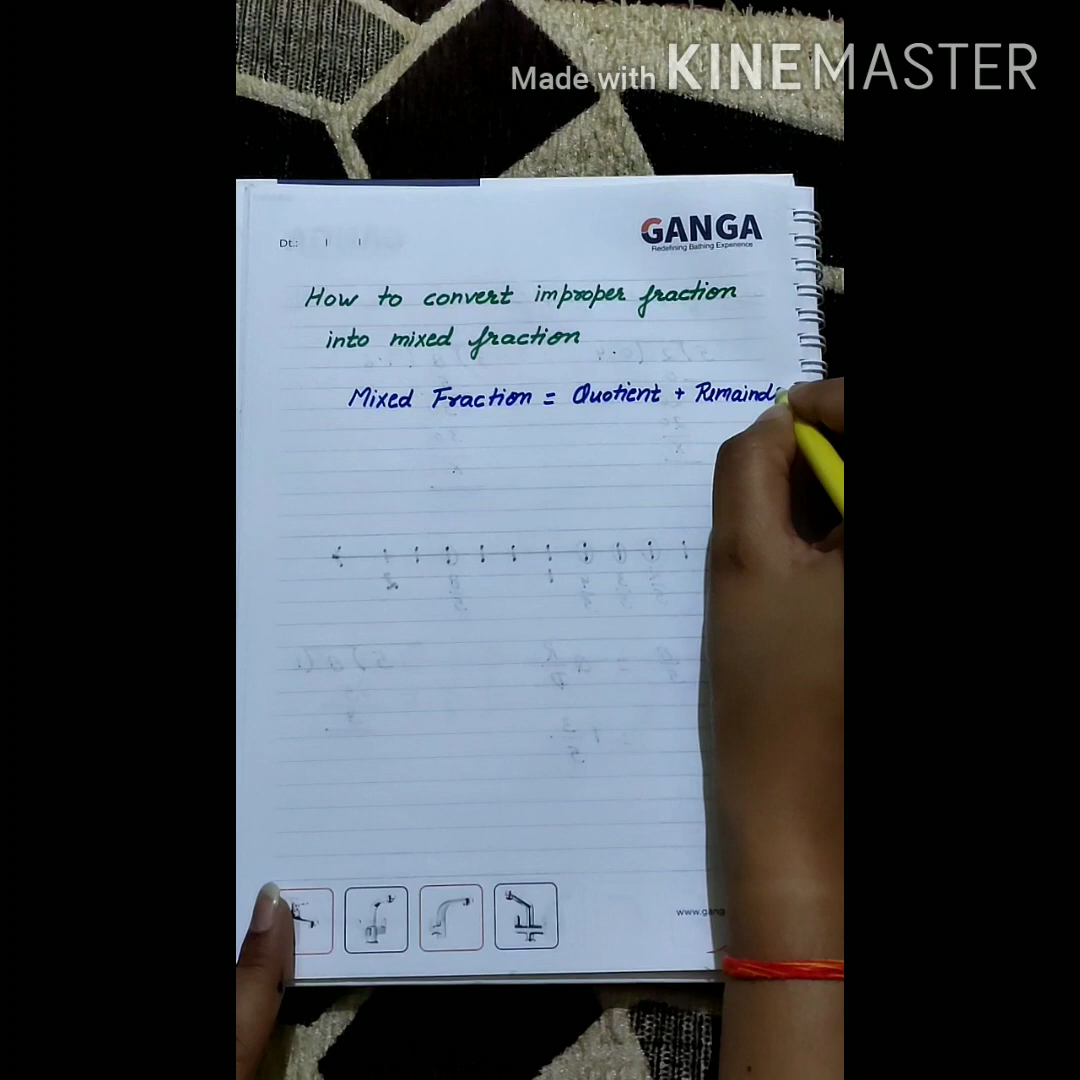 Made with KINEMASTER
GANGA
Redefining Bathing Experience
Dt.:
How to convert improper fraction
into mixed fraction
Mixed Fraction = Quotient + Remaind
www.gang